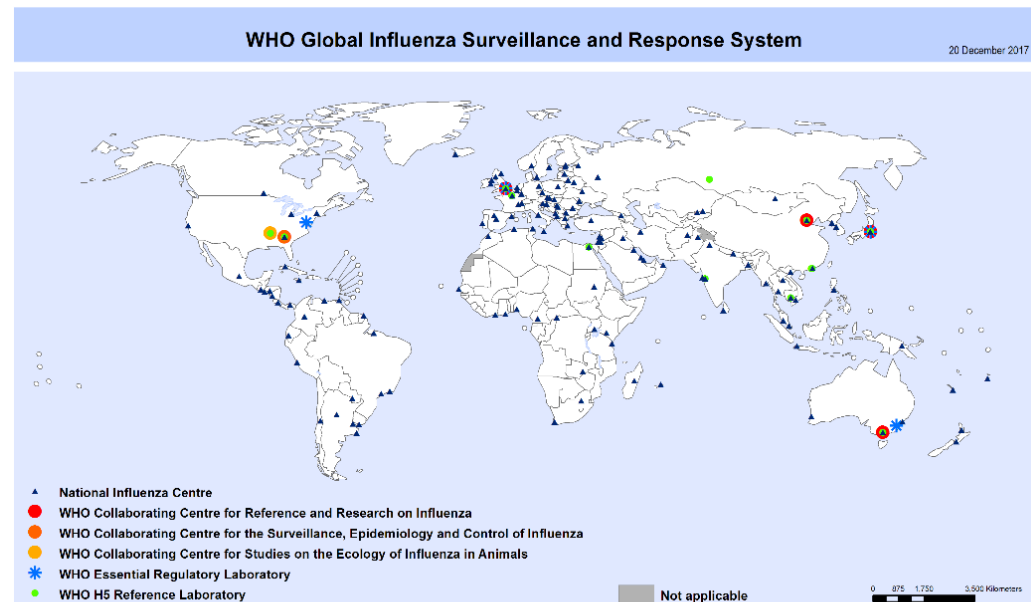 WHO Global Influenza Surveillance and Response System
20 December 2017
National Influenza Centre
WHO Collaborating Centre for Reference and Research on Influenza
WHO Collaborating Centre for the Surveillance, Epidemiology and Control of Influenza
WHO Collaborating Centre for Studies on the Ecology of Influenza in Animals
WHO Essential Regulatory Laboratory
WHO H5 Reference Laboratory
Not applicable
0 875 1,750 3,500 Kilometers